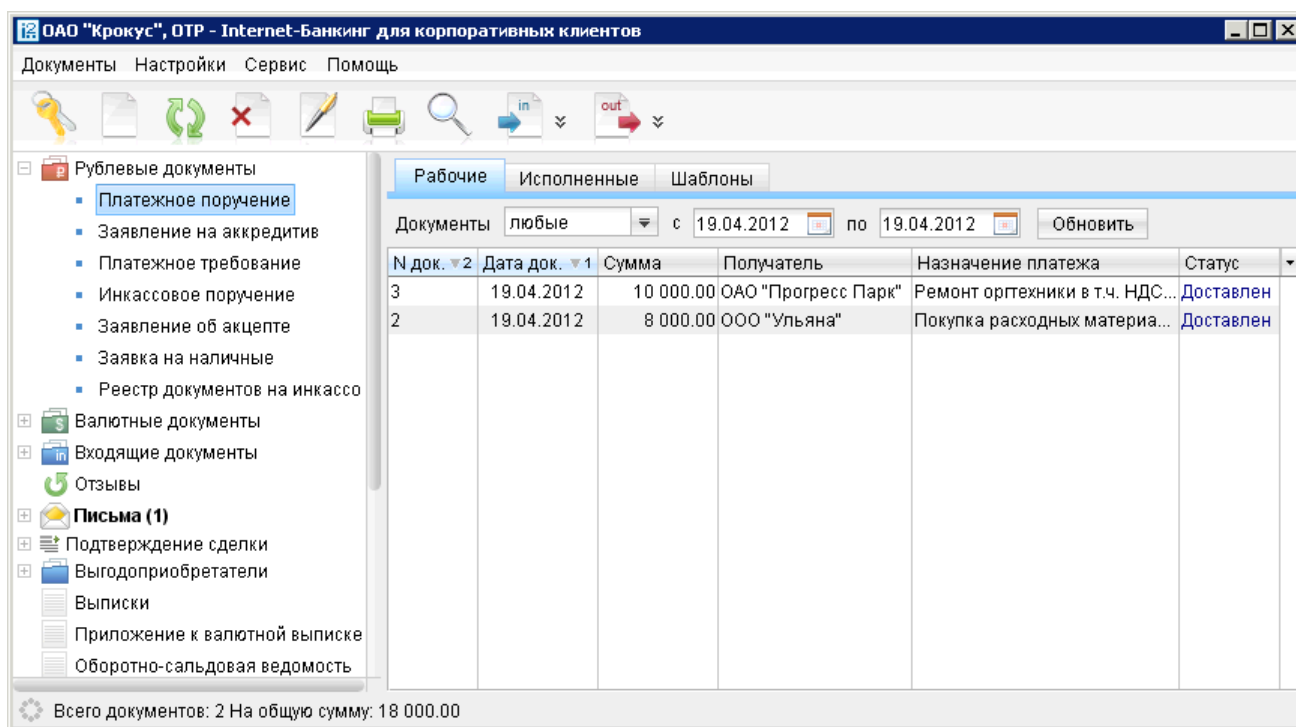 ОАО "Крокус", ОТР - Internet-Банкинг для корпоративных клиентов
Документы Настройки Сервис Помощь
in out
Рублевые документы
Платежное поручение
Заявление на аккредитив
Платежное требование
Инкассовое поручение
Заявление об акцепте
Заявка на наличные
Реестр документов на инкассо
Валютные документы
Входящие документы
Отзывы
Письма (1)
Подтверждение сделки
Выгодоприобретатели
Выписки
Приложение к валютной выписке
Оборотно-сальдовая ведомость
Рабочие Исполненные Шаблоны
Документы любые с 19.04.2012 по 19.04.2012 Обновить
N док. 2 Дата док. 1 Сумма Получатель Назначение платежа Статус
3 19.04.2012 10 000.00 ОАО "Прогресс Парк" Ремонт оргтехники в т.ч. НДС... Доставлен
2 19.04.2012 8 000.00 ООО "Ульяна" Покупка расходных материа... Доставлен
Всего документов: 2 На общую сумму: 18 000.00